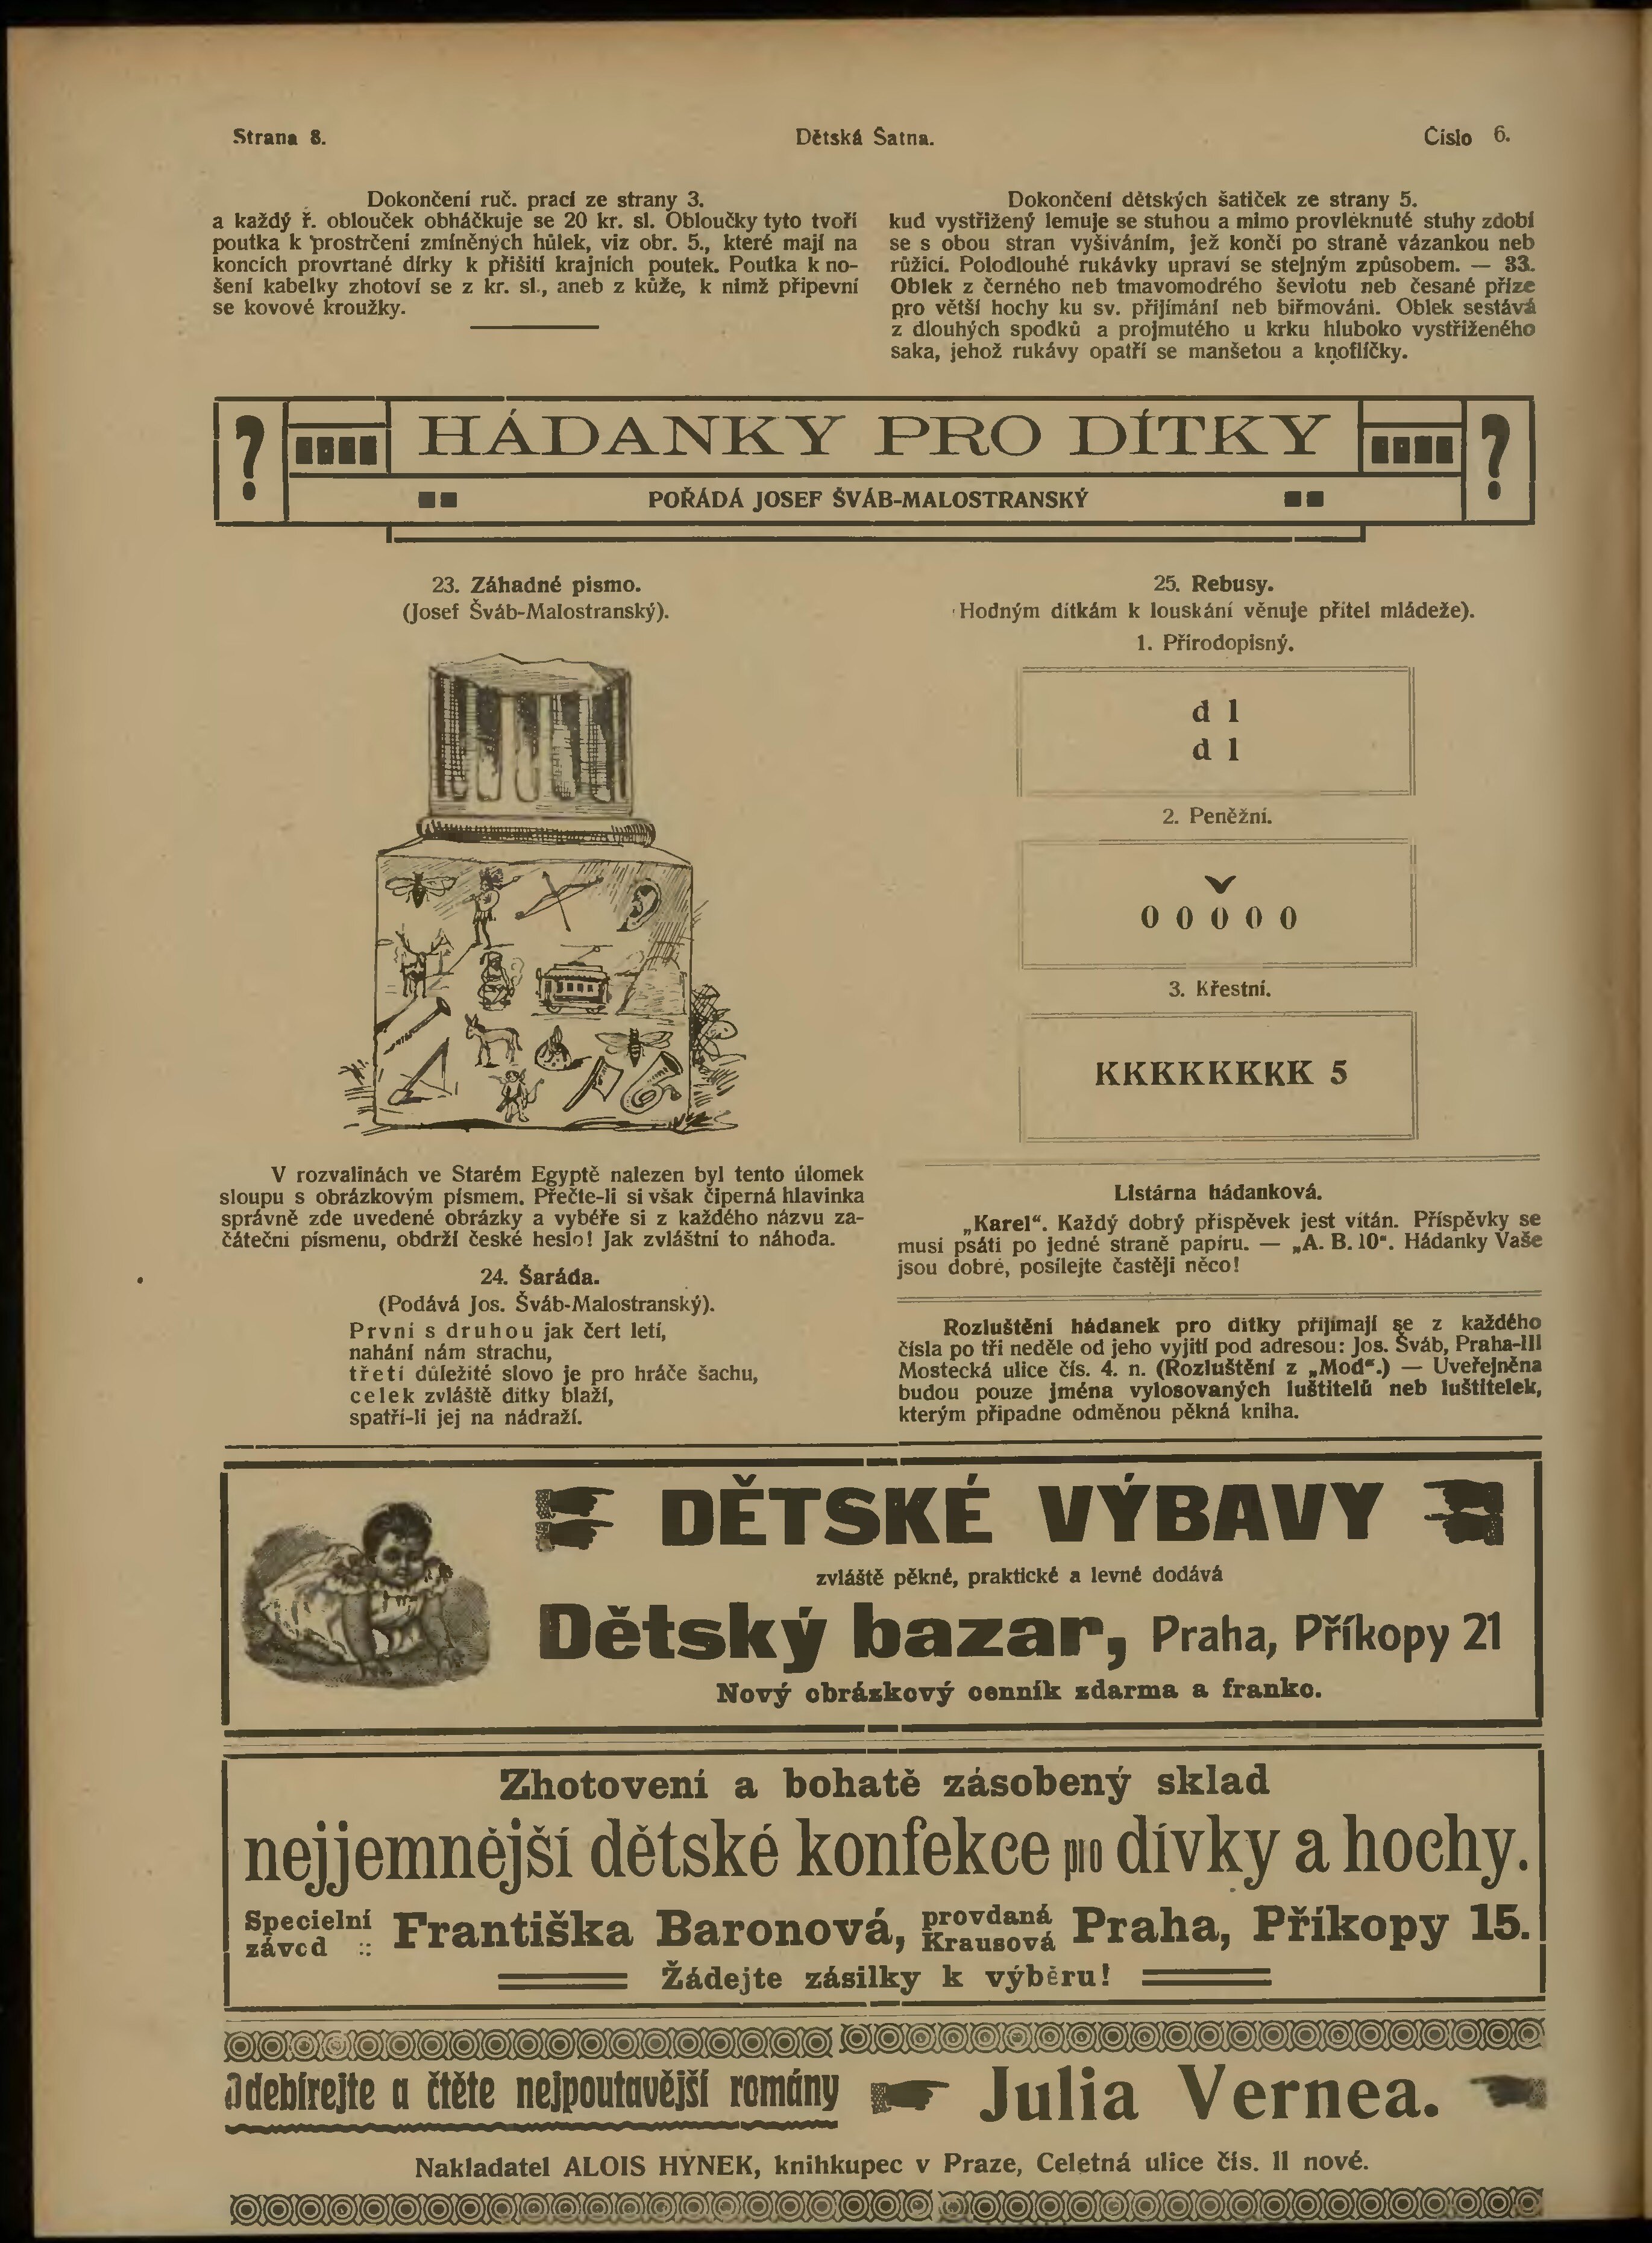 Strana 8.
Dětská Šatna.
Číslo 6.
Dokončení ruč. prací ze strany 3.
a každý ř. oblouček obháčkuje se 20 kr. sl. Obloučky tyto tvoří
poutka k prostrčení zmíněných hůlek, viz obr. 5., které mají na
koncích provrtané dírky k přišití krajních poutek. Poutka k no-
šení kabelky zhotoví se z kr. sl., aneb z kůže, k nimž připevní
se kovové kroužky.
Dokončení dětských šatiček ze strany 5.
kud vystřižený lemuje se stuhou a mimo provléknuté stuhy zdobí
se s obou stran vyšíváním, jež končí po straně vázankou neb
růžicí. Polodlouhé rukávky upraví se stejným způsobem. — 33.
Oblek z černého neb tmavomodrého ševiotu neb česané příze
pro větší hochy ku sv. přijímání neb biřmování. Oblek sestává
z dlouhých spodků a projmutého u krku hluboko vystřiženého
saka, jehož rukávy opatří se manšetou a knoflíčky.
? HÁDANKY PRO DÍTKY ?
POŘÁDÁ JOSEF ŠVÁB-MALOSTRANSKÝ
23. Záhadné písmo.
(Josef Šváb-Malostranský).
V rozvalinách ve Starém Egyptě nalezen byl tento úlomek
sloupu s obrázkovým písmem. Přečte-li si však čiperná hlavinka
správně zde uvedené obrázky a vybéře si z každého názvu za-
čáteční písmenu, obdrží české heslo! Jak zvláštní to náhoda.
24. Šaráda.
(Podává Jos. Šváb-Malostranský).
První s druhou jak čert letí,
nahání nám strachu,
třetí důležité slovo je pro hráče šachu,
celek zvláště dítky blaží,
spatří-li jej na nádraží.
25. Rebusy.
Hodným dítkám k louskání věnuje přítel mládeže).
1. Přírodopisný.
d l
d l
2. Peněžní.
ˇ
0 0 0 0 0
3. Křestní.
KKKKKKKK 5
Listárna hádanková.
„Karel“. Každý dobrý příspěvek jest vítán. Příspěvky se
musí psáti po jedné straně papíru. — „A. B. 10“. Hádanky Vaše
jsou dobré, posílejte častěji něco!
Rozluštění hádanek pro dítky přijímají se z každého
čísla po tři neděle od jeho vyjití pod adresou: Jos. Šváb, Praha-III
Mostecká ulice čís. 4. n. (Rozluštění z „Mod“.) — Uveřejněna
budou pouze jména vylosovaných luštitelů neb luštitelek,
kterým připadne odměnou pěkná kniha.
DĚTSKÉ VÝBAVY
zvláště pěkné, praktické a levné dodává
Dětský bazar, Praha, Příkopy 21
Nový obrázkový cenník zdarma a franko.
Zhotovení a bohatě zásobený sklad
nejjemnější dětské konfekce pro dívky a hochy.
Specielní závod :: Františka Baronová, provdaná Krausová Praha, Příkopy 15.
Žádejte zásilky k výběru!
Odebírejte a čtěte nejpoutavější romány Julia Vernea.
Nakladatel ALOIS HYNEK, knihkupec v Praze, Celetná ulice čís. 11 nové.